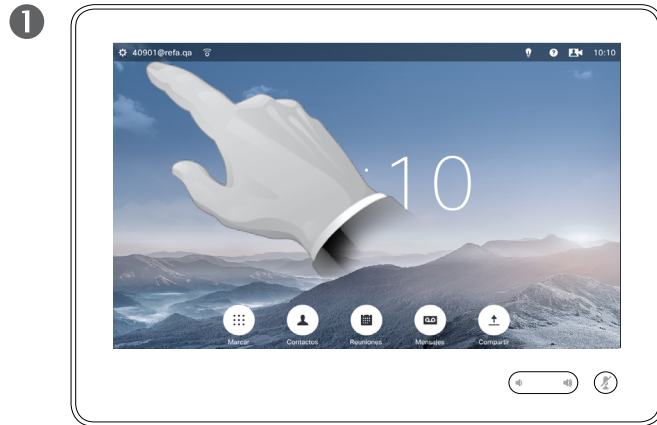 1
40901@refa.qa
10:10
:10
Marcar
Contactos
Reuniones
Mensajes
Compartir